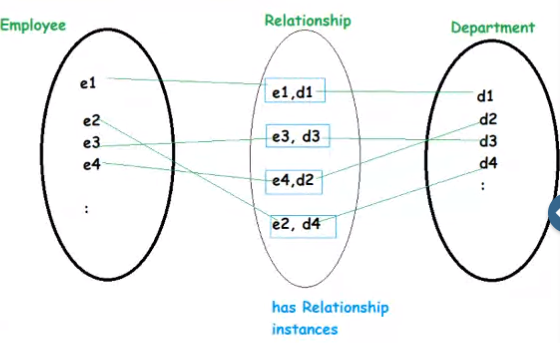 Employee
Relationship
Department
e1
e2
e3
e4
:
e1,d1
e3, d3
e4,d2
e2, d4
d1
d2
d3
d4
:
has Relationship
instances